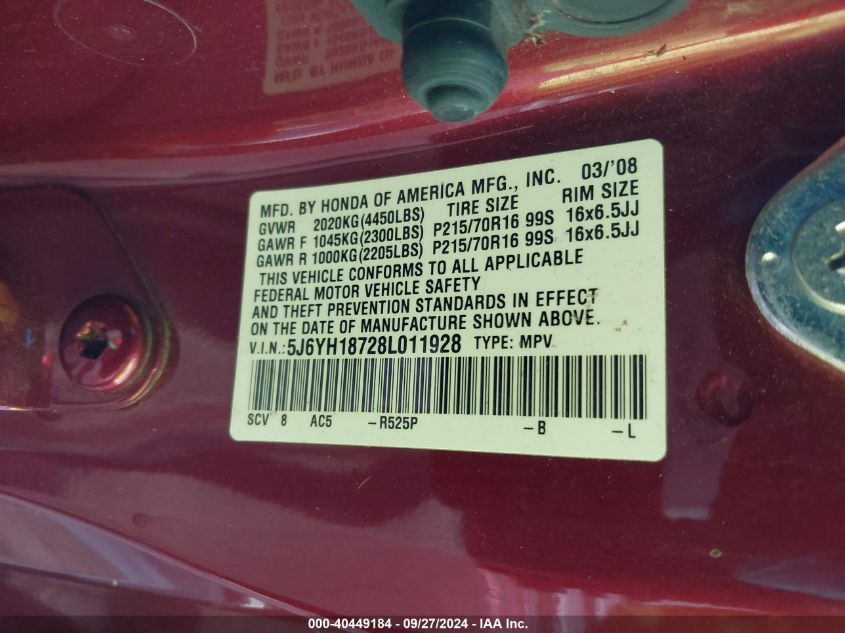 MFD. BY HONDA OF AMERICA MFG., INC. 03/'08
GVWR 2020KG(4450LBS) TIRE SIZE RIM SIZE
GAWR F 1045KG(2300LBS) P215/70R16 99S 16x6.5JJ
GAWR R 1000KG(2205LBS) P215/70R16 99S 16x6.5JJ
THIS VEHICLE CONFORMS TO ALL APPLICABLE
FEDERAL MOTOR VEHICLE SAFETY
AND THEFT PREVENTION STANDARDS IN EFFECT
ON THE DATE OF MANUFACTURE SHOWN ABOVE.
V.I.N.:5J6YH18728L011928 TYPE: MPV
SCV 8 AC5 -R525P -B -L
000-40449184 - 09/27/2024 - IAA Inc.